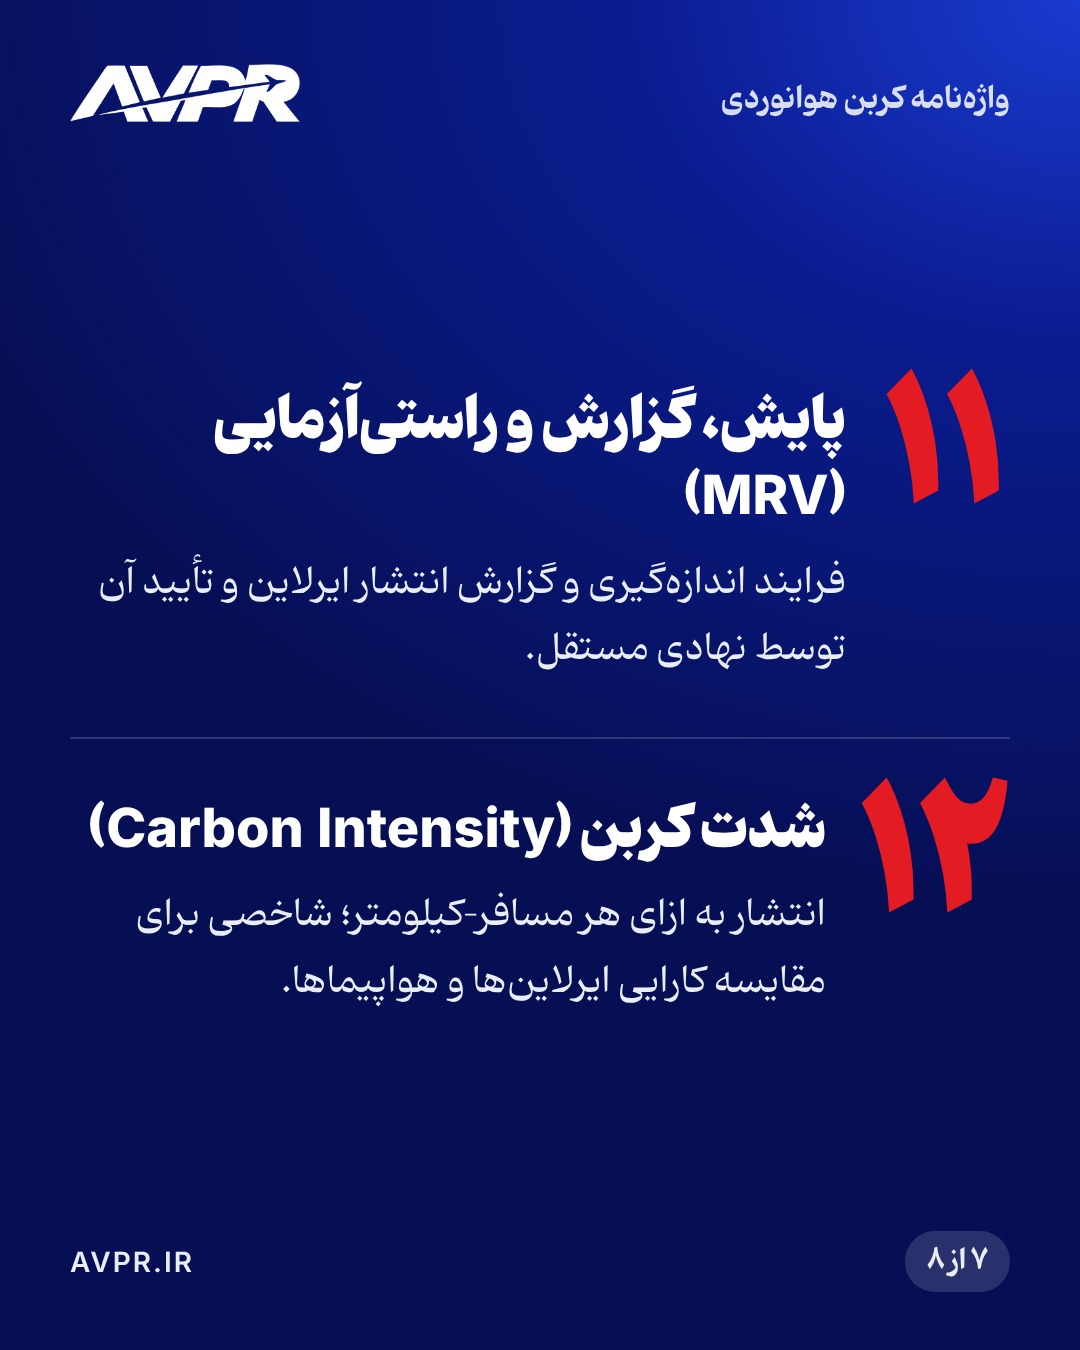 AVPR
واژه‌نامه کربن هوانوردی
۱۱
پایش، گزارش و راستی‌آزمایی
(MRV)
فرایند اندازه‌گیری و گزارش انتشار ایرلاین و تأیید آن
توسط نهادی مستقل.
۱۲
شدت کربن (Carbon Intensity)
انتشار به ازای هر مسافر-کیلومتر؛ شاخصی برای
مقایسه کارایی ایرلاین‌ها و هواپیماها.
AVPR.IR
۷ از ۸